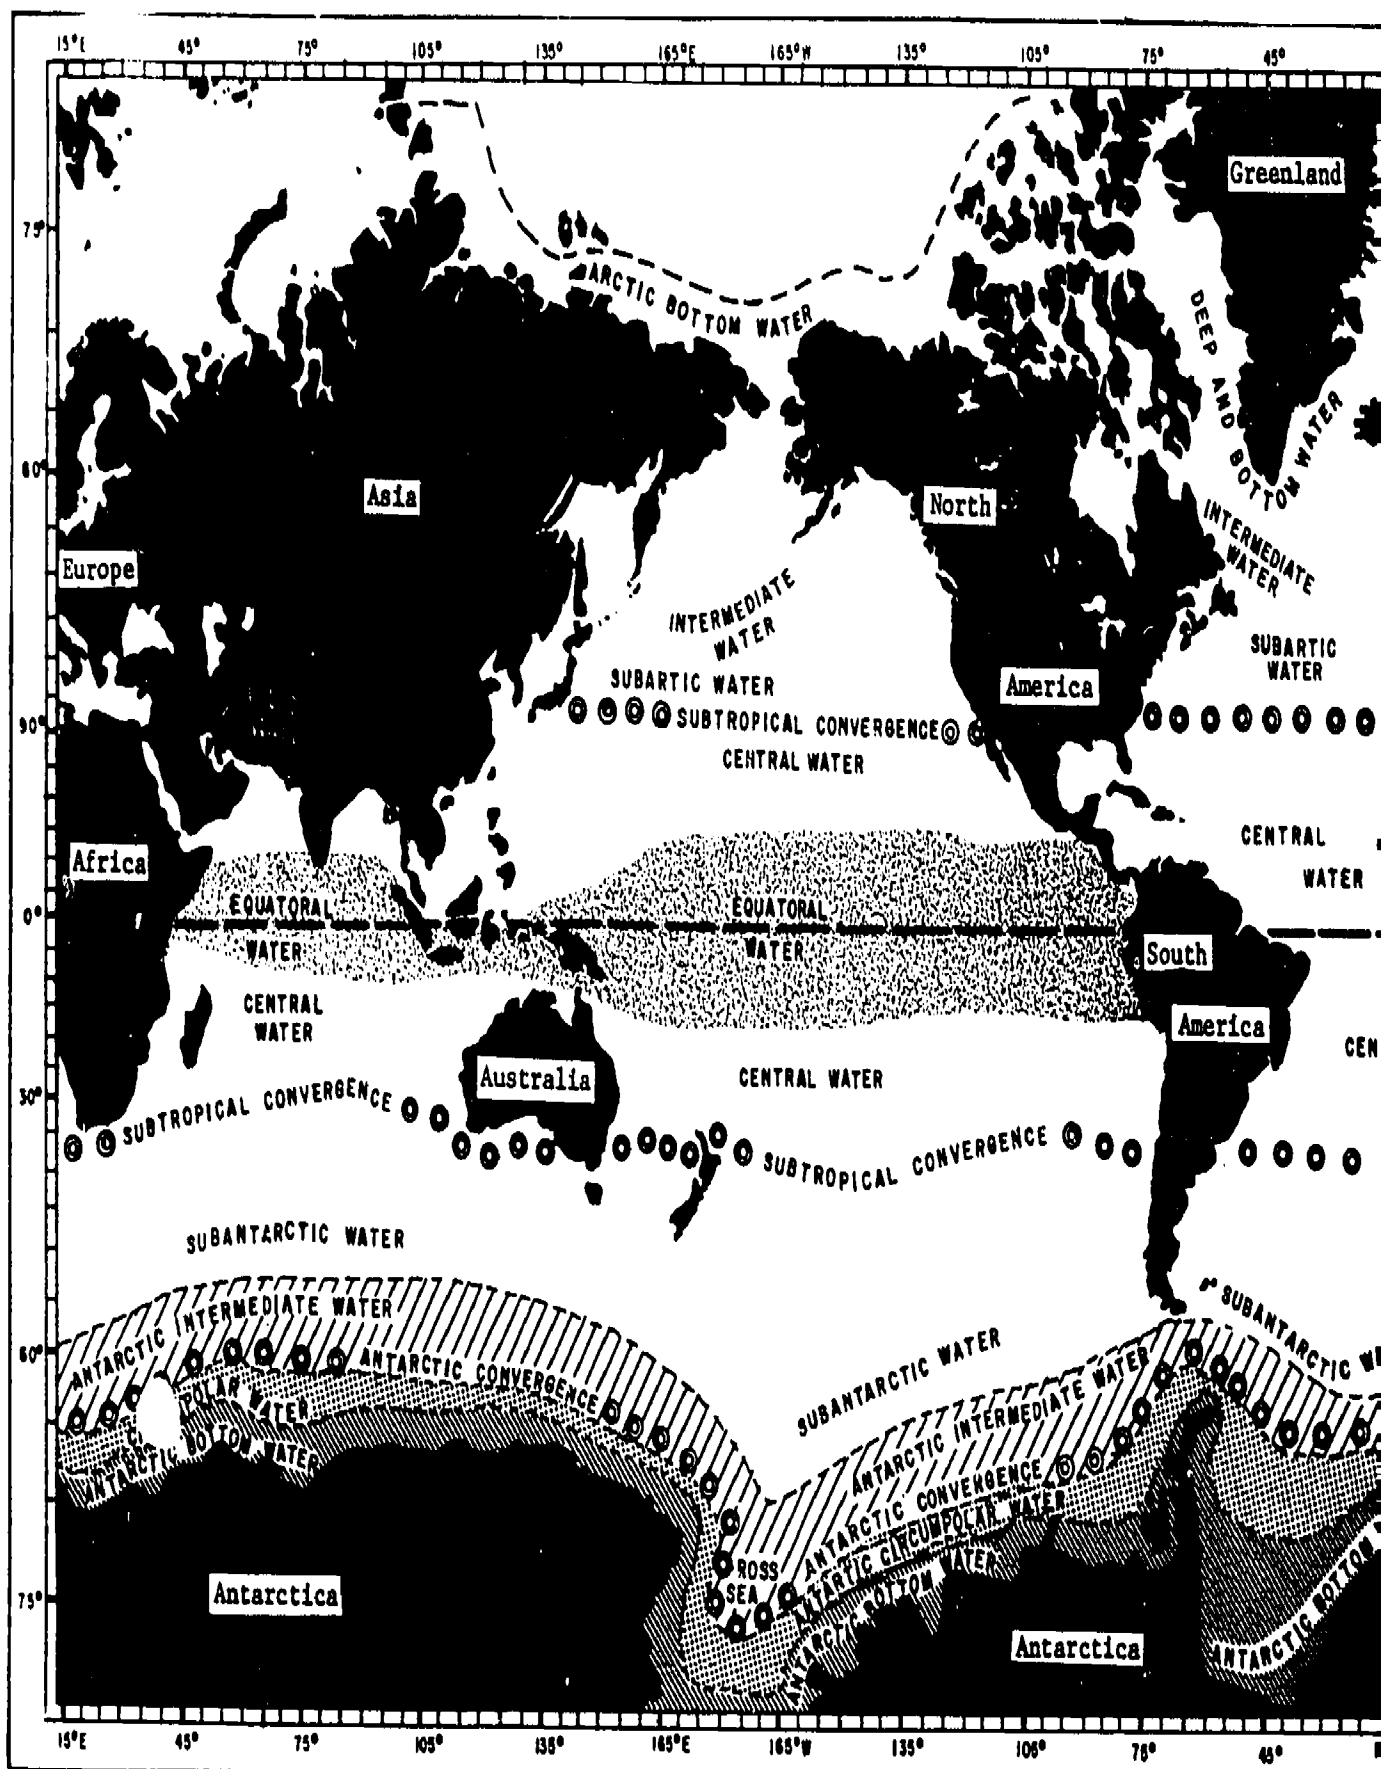 15°E 45° 75° 105° 135° 165°E 165°W 135° 105° 75° 45°
Greenland
75°
ARCTIC BOTTOM WATER
DEEP AND BOTTOM WATER
60°
Asia
North
INTERMEDIATE
WATER
Europe
INTERMEDIATE
WATER
SUBARTIC WATER
SUBARTIC
WATER
America
90°
SUBTROPICAL CONVERGENCE
CENTRAL WATER
CENTRAL
WATER
Africa
0°
EQUATORAL
WATER
EQUATORAL
WATER
South
America
CENTRAL
WATER
CEN
Australia
CENTRAL WATER
30°
SUBTROPICAL CONVERGENCE
SUBTROPICAL CONVERGENCE
SUBANTARCTIC WATER
ANTARCTIC INTERMEDIATE WATER
SUBANTARCTIC
60°
ANTARCTIC CONVERGENCE
SUBANTARCTIC WATER
POLAR WATER
ANTARCTIC BOTTOM WATER
ANTARCTIC INTERMEDIATE WATER
ANTARCTIC CONVERGENCE
ANTARTIC CIRCUMPOLAR WATER
ANTARCTIC BOTTOM WATER
ROSS
SEA
75°
Antarctica
Antarctica
ANTARCTIC BOTTOM
15°E 45° 75° 105° 135° 165°E 165°W 135° 105° 75° 45°